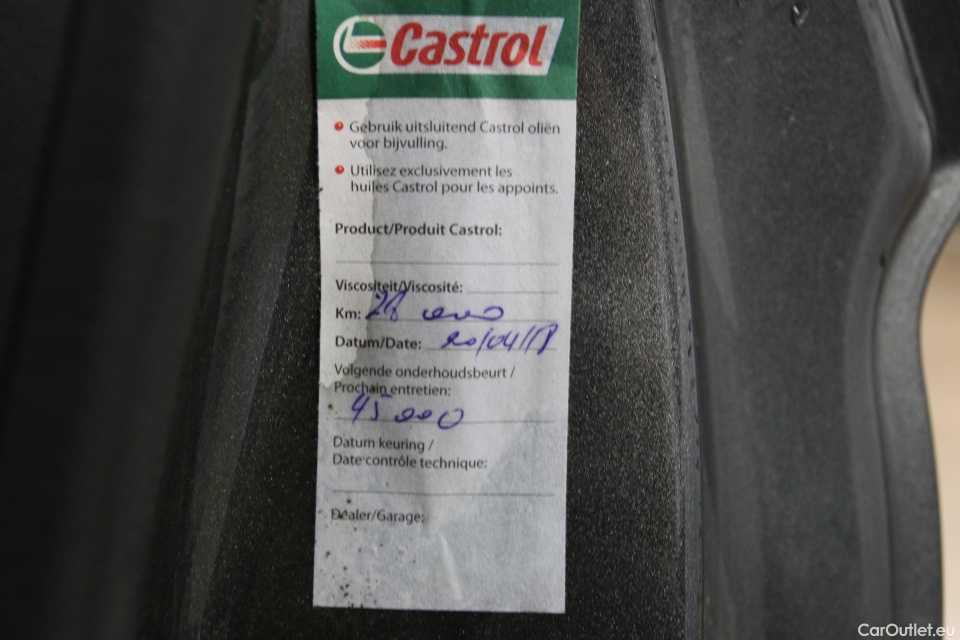 Castrol
Gebruik uitsluitend Castrol oliën
voor bijvulling.
Utilisez exclusivement les
huiles Castrol pour les appoints.
Product/Produit Castrol:
Viscositeit/Viscosité:
Km: 28 000
Datum/Date: 20/04/18
Volgende onderhoudsbeurt /
Prochain entretien:
45 000
Datum keuring /
Date contrôle technique:
Dealer/Garage:
CarOutlet.eu